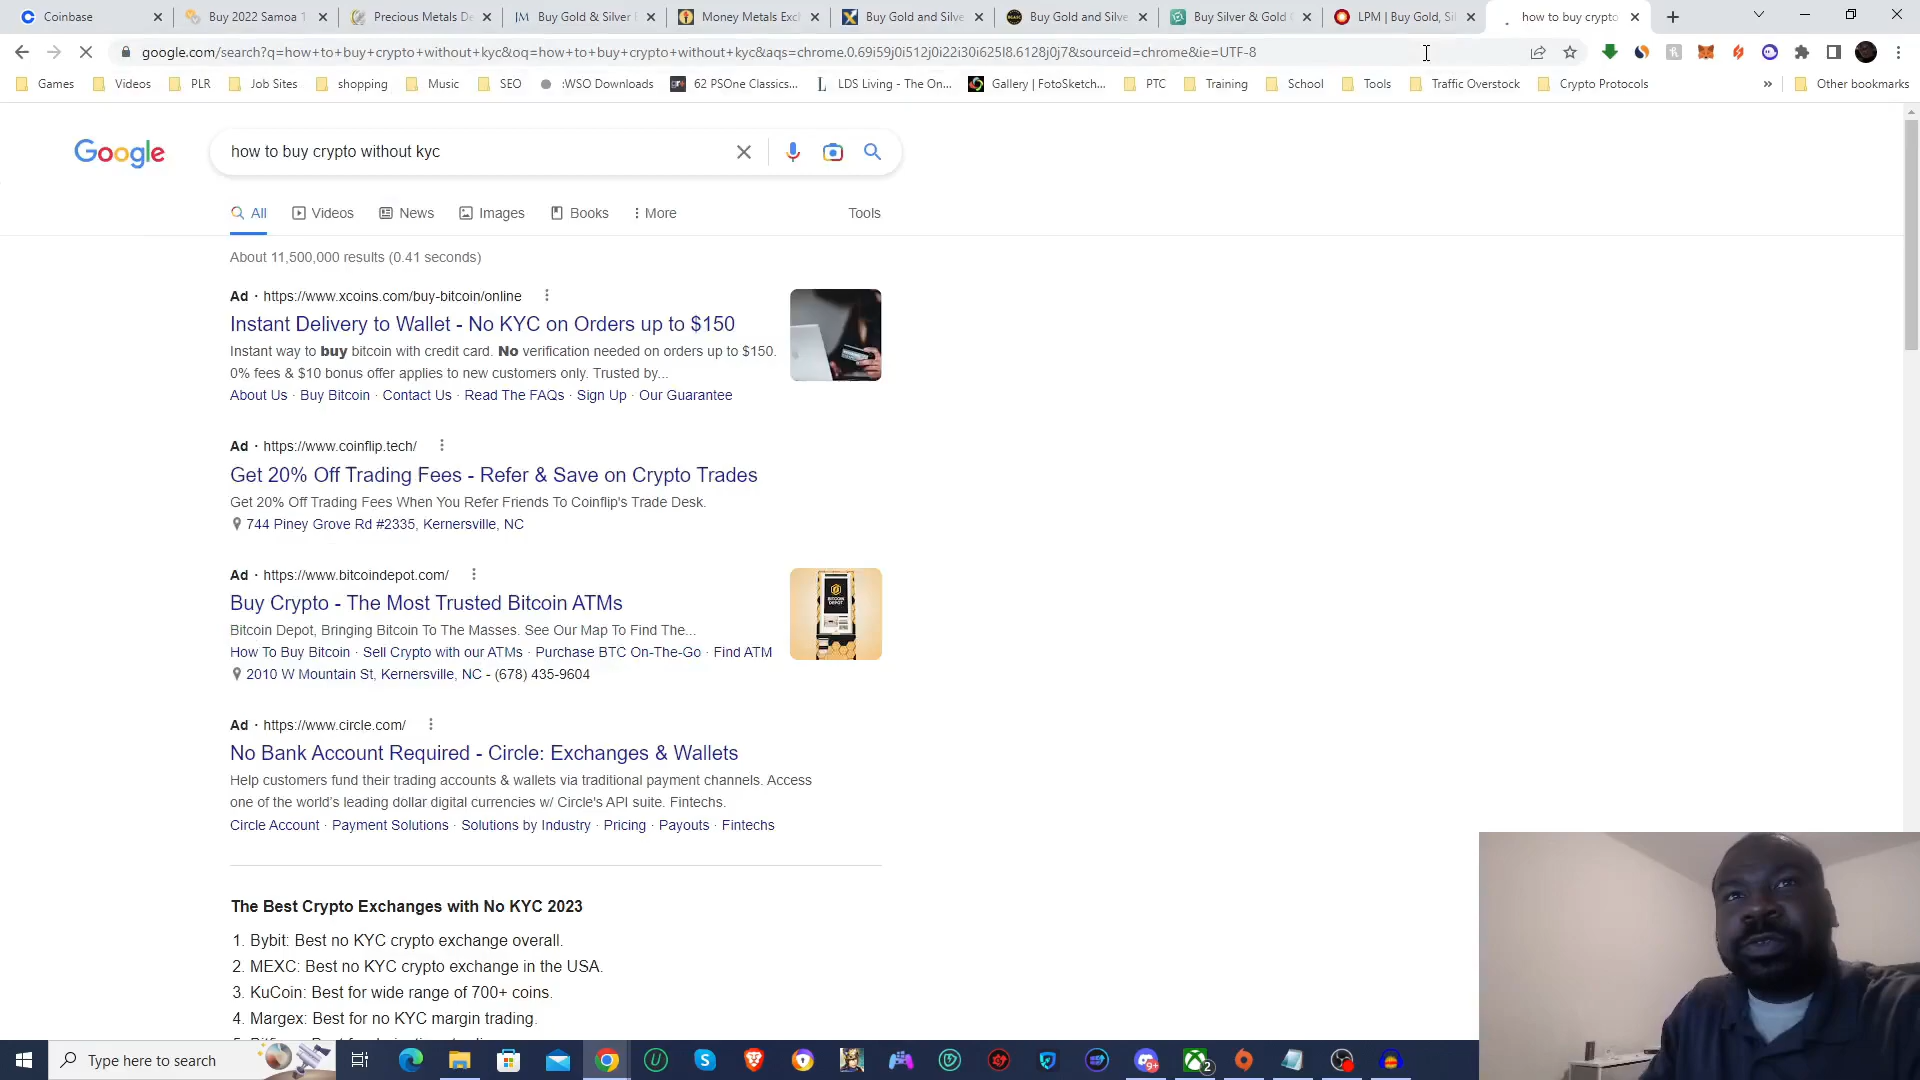 Coinbase
Buy 2022 Samoa
Precious Metals De
JM Buy Gold & Silver
Money Metals Exc
Buy Gold and Silve
Buy Gold and Silve
Buy Silver & Gold
LPM | Buy Gold, Sil
how to buy crypto
google.com/search?q=how+to+buy+crypto+without+kyc&oq=how+to+buy+crypto+without+kyc&aqs=chrome.0.69i59j0i512j0i22i30i625l8.6128j0j7&sourceid=chrome&ie=UTF-8
Games
Videos
PLR
Job Sites
shopping
Music
SEO
:WSO Downloads
62 PSOne Classics...
LDS Living - The On...
Gallery | FotoSketch...
PTC
Training
School
Tools
Traffic Overstock
Crypto Protocols
»
Other bookmarks
Google
how to buy crypto without kyc
All
Videos
News
Images
Books
More
Tools
About 11,500,000 results (0.41 seconds)
Ad · https://www.xcoins.com/buy-bitcoin/online
Instant Delivery to Wallet - No KYC on Orders up to $150
Instant way to buy bitcoin with credit card. No verification needed on orders up to $150.
0% fees & $10 bonus offer applies to new customers only. Trusted by...
About Us · Buy Bitcoin · Contact Us · Read The FAQs · Sign Up · Our Guarantee
Ad · https://www.coinflip.tech/
Get 20% Off Trading Fees - Refer & Save on Crypto Trades
Get 20% Off Trading Fees When You Refer Friends To Coinflip's Trade Desk.
744 Piney Grove Rd #2335, Kernersville, NC
Ad · https://www.bitcoindepot.com/
Buy Crypto - The Most Trusted Bitcoin ATMs
Bitcoin Depot, Bringing Bitcoin To The Masses. See Our Map To Find The...
How To Buy Bitcoin · Sell Crypto with our ATMs · Purchase BTC On-The-Go · Find ATM
2010 W Mountain St, Kernersville, NC - (678) 435-9604
Ad · https://www.circle.com/
No Bank Account Required - Circle: Exchanges & Wallets
Help customers fund their trading accounts & wallets via traditional payment channels. Access
one of the world's leading dollar digital currencies w/ Circle's API suite. Fintechs.
Circle Account · Payment Solutions · Solutions by Industry · Pricing · Payouts · Fintechs
The Best Crypto Exchanges with No KYC 2023
1. Bybit: Best no KYC crypto exchange overall.
2. MEXC: Best no KYC crypto exchange in the USA.
3. KuCoin: Best for wide range of 700+ coins.
4. Margex: Best for no KYC margin trading.
Type here to search
9+
2